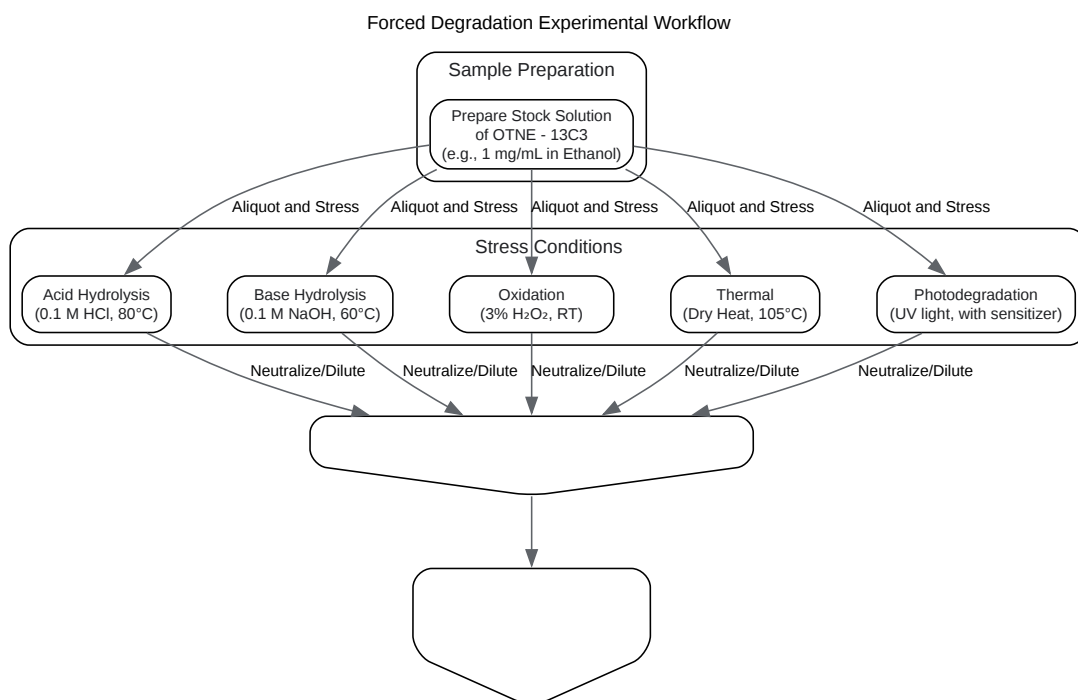 Forced Degradation Experimental Workflow
Sample Preparation
Prepare Stock Solution
of OTNE - 13C3
(e.g., 1 mg/mL in Ethanol)
Aliquot and Stress
Aliquot and Stress
Aliquot and Stress
Aliquot and Stress
Aliquot and Stress
Stress Conditions
Acid Hydrolysis
(0.1 M HCl, 80°C)
Base Hydrolysis
(0.1 M NaOH, 60°C)
Oxidation
(3% H₂O₂, RT)
Thermal
(Dry Heat, 105°C)
Photodegradation
(UV light, with sensitizer)
Neutralize/Dilute
Neutralize/Dilute
Neutralize/Dilute
Neutralize/Dilute
Neutralize/Dilute